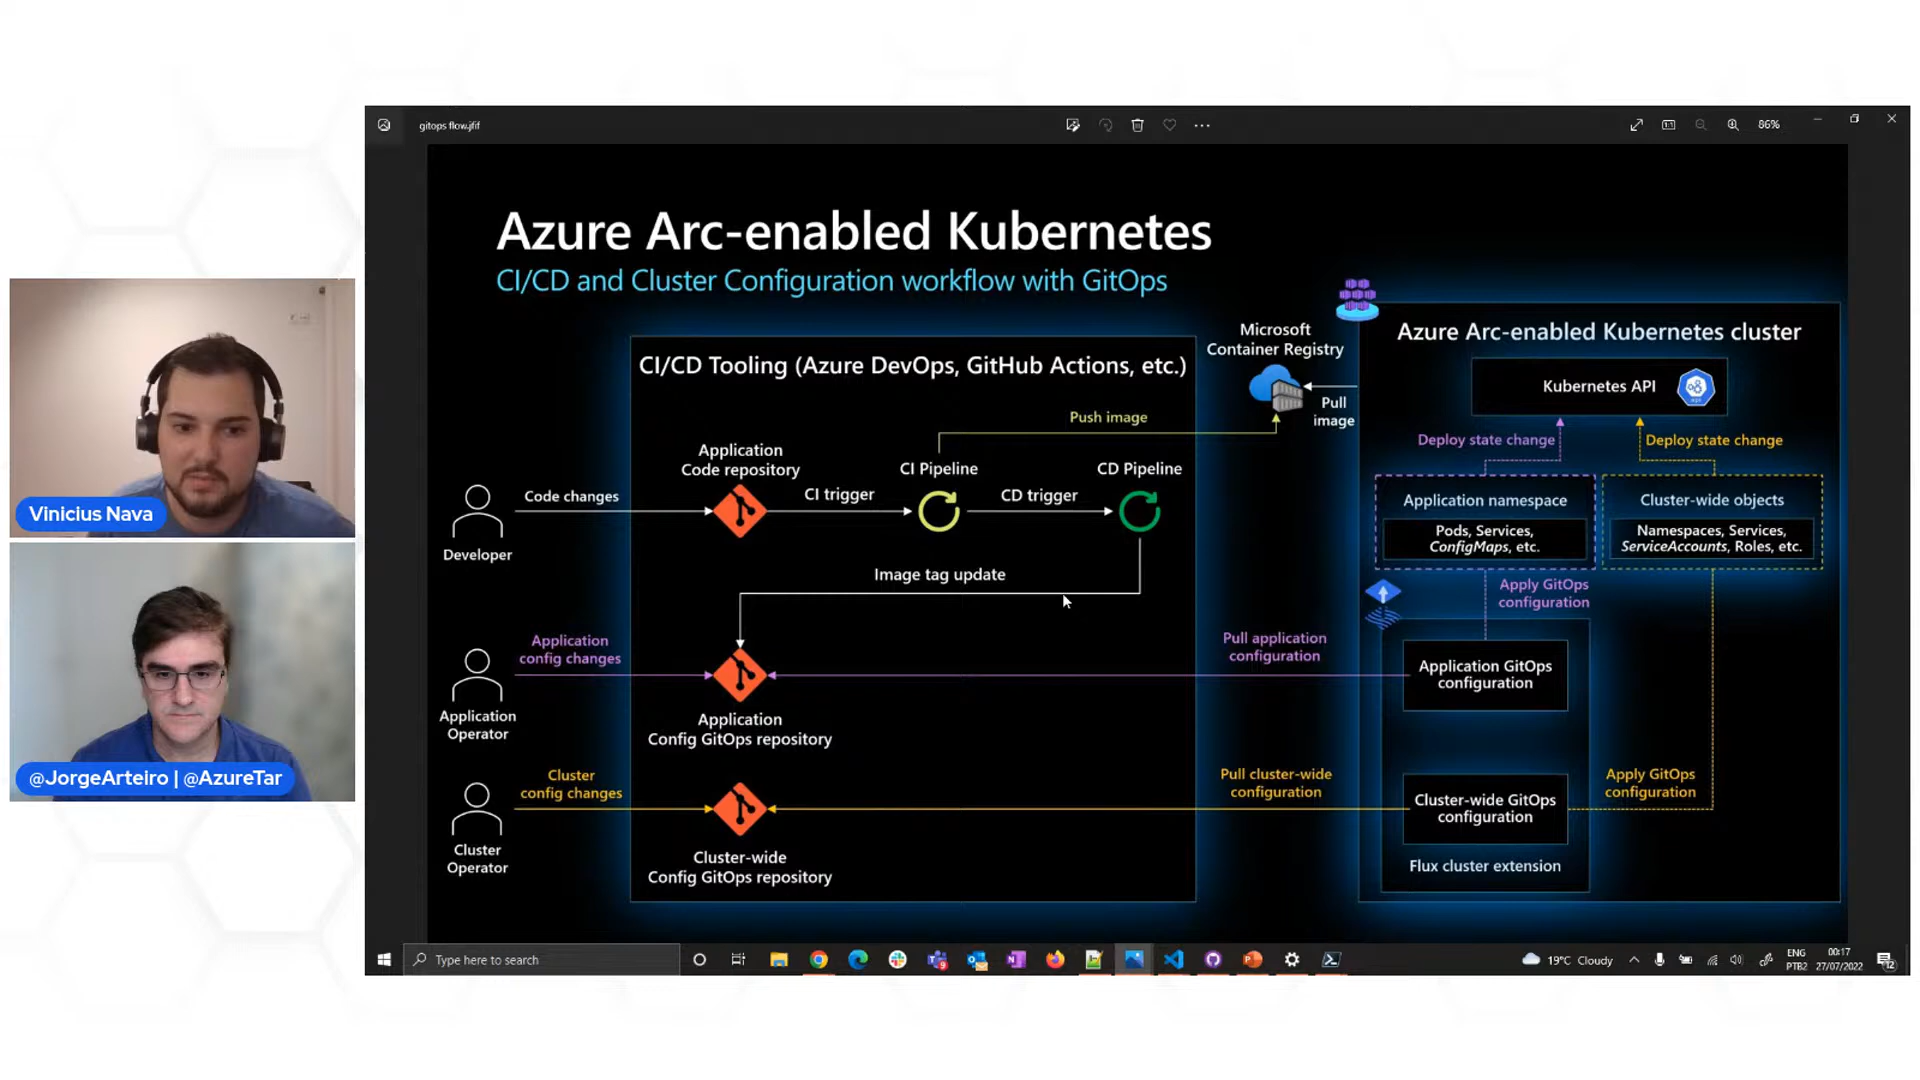 gitops flow.jfif
86%
Azure Arc-enabled Kubernetes
CI/CD and Cluster Configuration workflow with GitOps
CI/CD Tooling (Azure DevOps, GitHub Actions, etc.)
Microsoft
Container Registry
Pull
image
Azure Arc-enabled Kubernetes cluster
Kubernetes API
Push image
Deploy state change
Deploy state change
Application
Code repository
CI Pipeline
CD Pipeline
Code changes
CI trigger
CD trigger
Developer
Application namespace
Pods, Services,
ConfigMaps, etc.
Cluster-wide objects
Namespaces, Services,
ServiceAccounts, Roles, etc.
Image tag update
Apply GitOps
configuration
Application
config changes
Pull application
configuration
Application GitOps
configuration
Application
Operator
Application
Config GitOps repository
Cluster
config changes
Pull cluster-wide
configuration
Cluster-wide GitOps
configuration
Apply GitOps
configuration
Cluster
Operator
Cluster-wide
Config GitOps repository
Flux cluster extension
Vinicius Nava
@JorgeArteiro | @AzureTar
Type here to search
19°C Cloudy
ENG
PTB2
00:17
27/07/2022